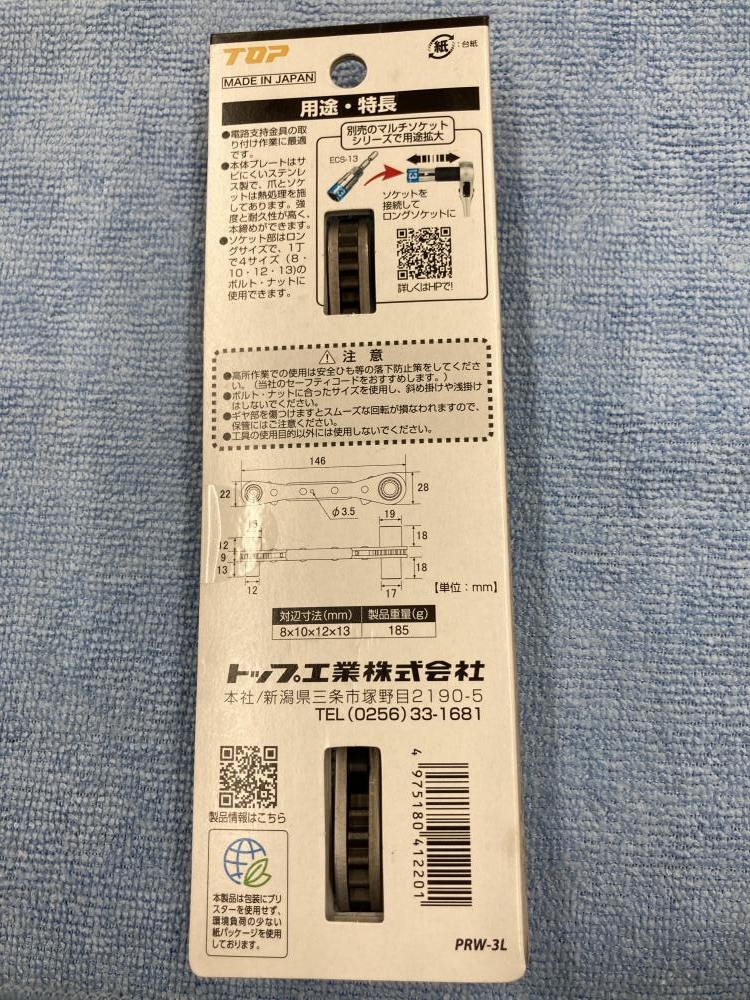 TOP
紙:台紙
MADE IN JAPAN
用途・特長
●電路支持金具の取
り付け作業に最適
です。
●本体プレートはサ
ビにくいステンレ
ス製で、爪とソケ
ットは熱処理を施
してあります。強
度と耐久性が高く、
本締めができます。
●ソケット部はロン
グサイズで、1丁
で4サイズ(8・
10・12・13)の
ボルト・ナットに
使用できます。
別売のマルチソケット
シリーズで用途拡大
ECS-13
13
13
ソケットを
接続して
ロングソケットに
詳しくはHPで!
⚠ 注 意
●高所作業での使用は安全ひも等の落下防止策をしてくださ
い。(当社のセーフティコードをおすすめします。)
●ボルト・ナットに合ったサイズを使用し、斜め掛けや浅掛け
はしないでください。
●ギヤ部を傷つけますとスムーズな回転が損なわれますので、
保管にはご注意ください。
●工具の使用目的以外には使用しないでください。
146
22
28
φ3.5
15
19
12
18
9
13
18
12
17
【単位:mm】
対辺寸法(mm) 製品重量(g)
8×10×12×13 185
トップ工業株式会社
本社/新潟県三条市塚野目2190-5
TEL(0256)33-1681
製品情報はこちら
本製品は包装にブリ
スターを使用せず、
環境負荷の少ない
紙パッケージを使用
しております。
4 975180 412201
PRW-3L